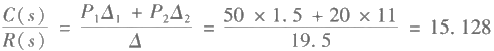 C(s)/R(s) = (P₁Δ₁ + P₂Δ₂)/Δ = (50 × 1.5 + 20 × 11)/19.5 = 15.128